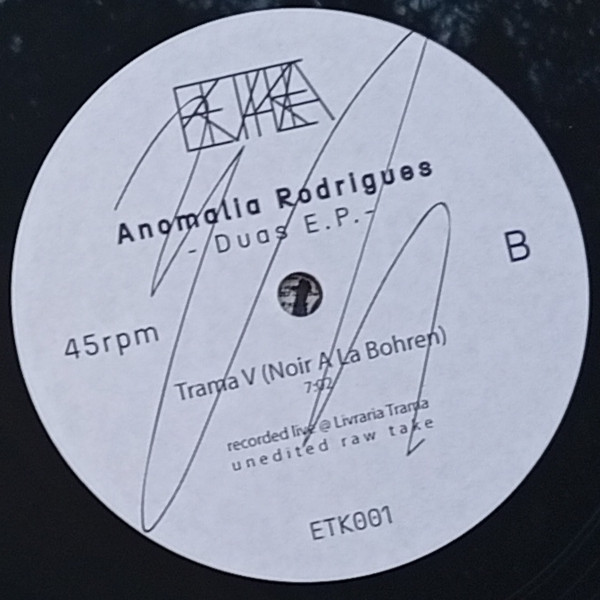 Anomalia Rodrigues
- Duas E.P.-
B
45rpm
Trama V (Noir A La Bohren)
7:02
recorded live @ Livraria Trama
unedited raw take
ETK001